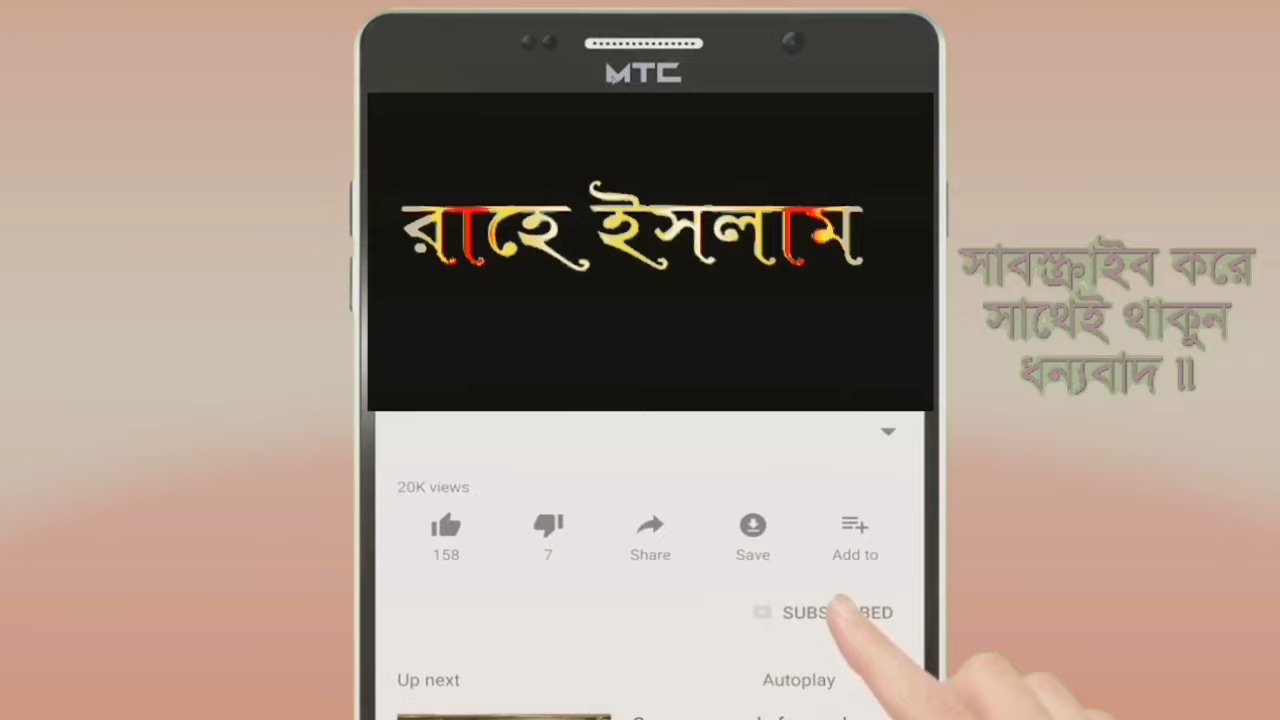 MTC
রাহে ইসলাম
সাবস্ক্রাইব করে
সাথেই থাকুন
ধন্যবাদ ॥
20K views
158 7 Share Save Add to
Up next Autoplay